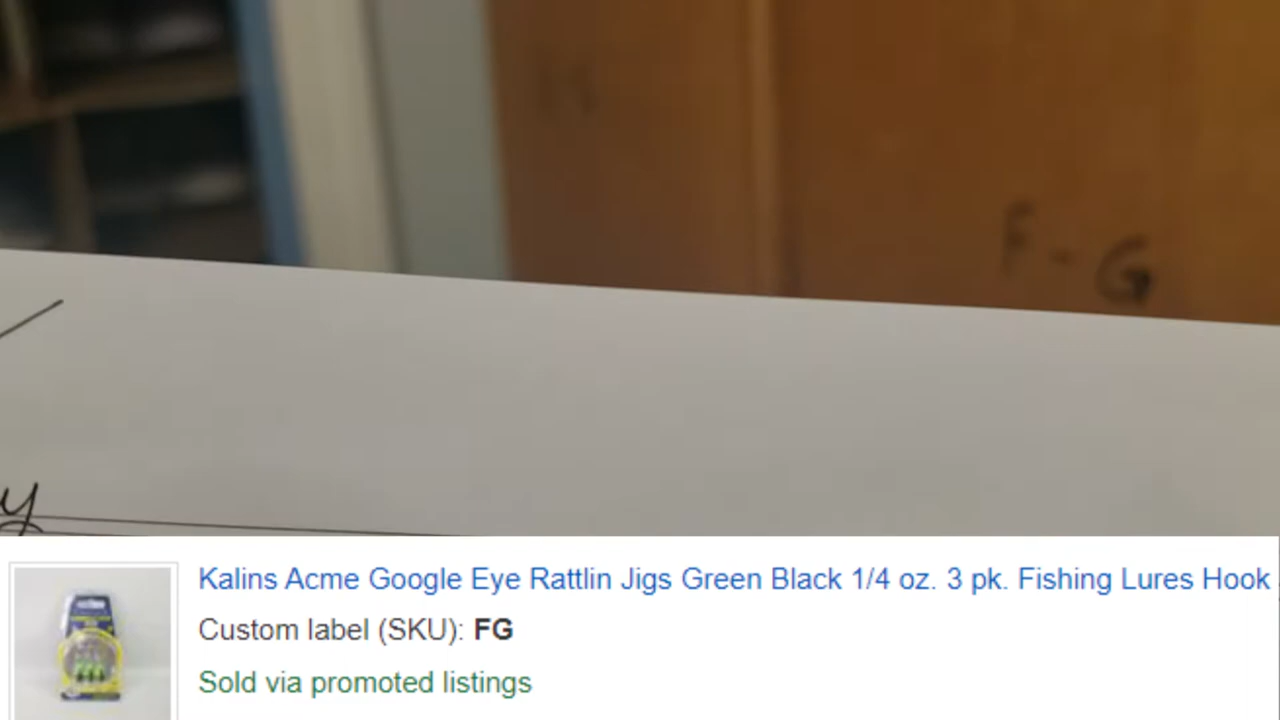 F - G
y
Kalins Acme Google Eye Rattlin Jigs Green Black 1/4 oz. 3 pk. Fishing Lures Hook
Custom label (SKU): FG
Sold via promoted listings